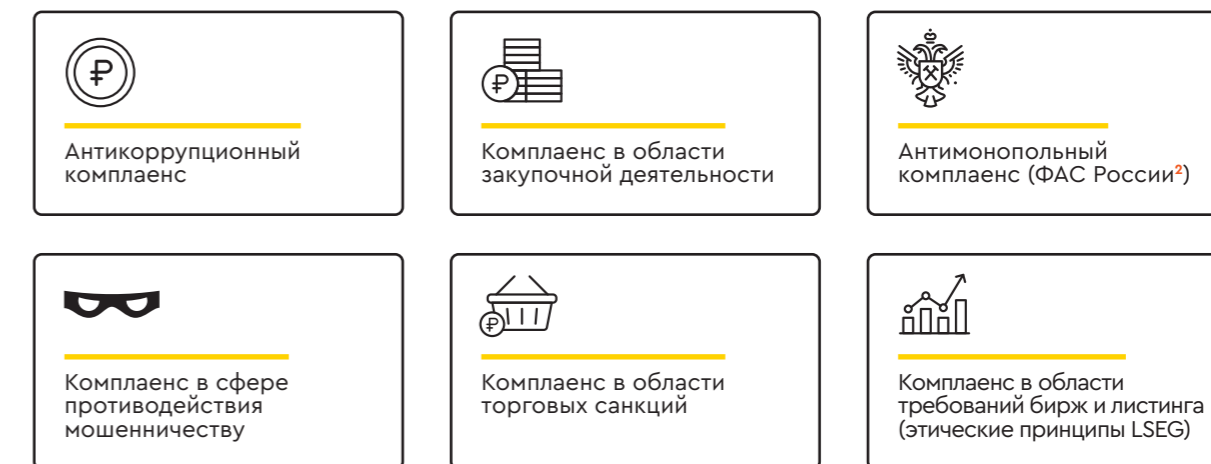 Антикоррупционный
комплаенс
Комплаенс в области
закупочной деятельности
Антимонопольный
комплаенс (ФАС России²)
Комплаенс в сфере
противодействия
мошенничеству
Комплаенс в области
торговых санкций
Комплаенс в области
требований бирж и листинга
(этические принципы LSEG)